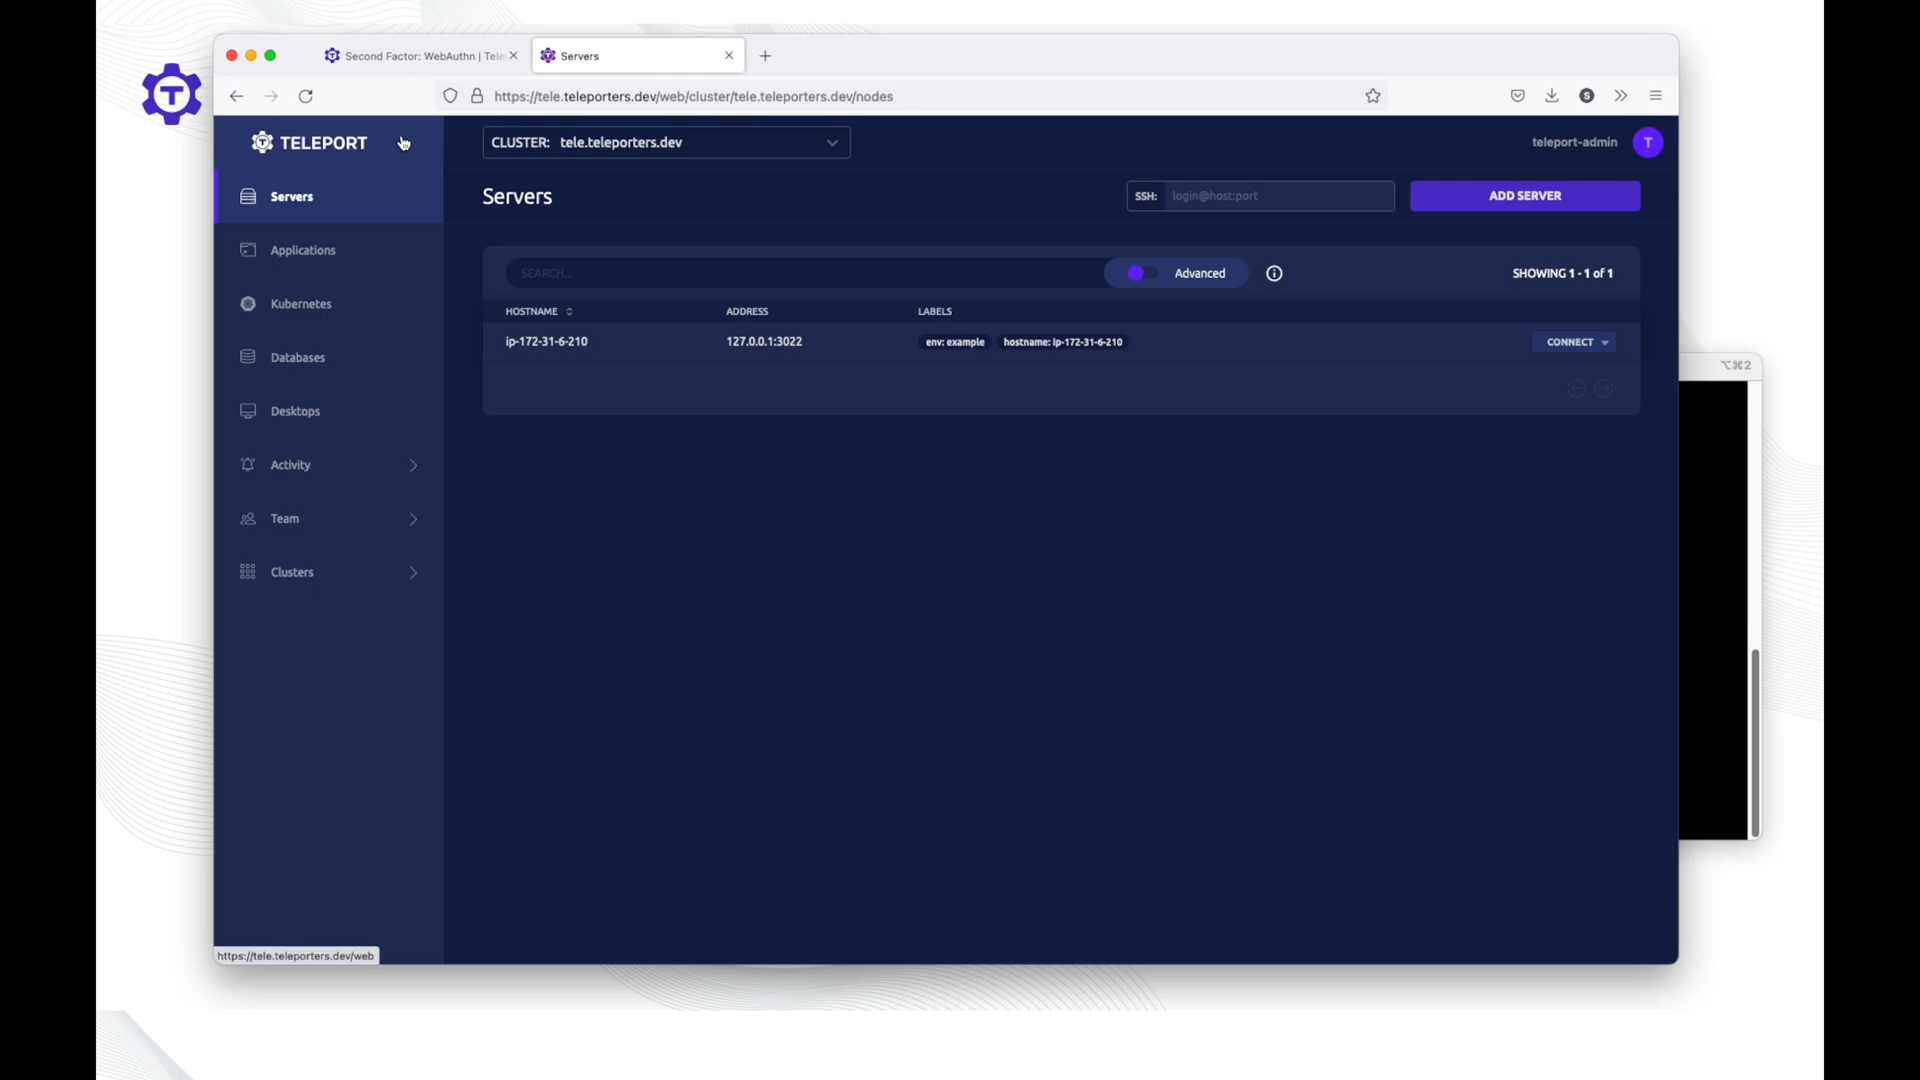 Second Factor: WebAuthn | Tele
Servers
https://tele.teleporters.dev/web/cluster/tele.teleporters.dev/nodes
S
TELEPORT
CLUSTER: tele.teleporters.dev
teleport-admin
T
Servers
Servers
SSH: login@host:port
ADD SERVER
Applications
SEARCH...
Advanced
SHOWING 1 - 1 of 1
Kubernetes
HOSTNAME ADDRESS LABELS
ip-172-31-6-210 127.0.0.1:3022 env: example hostname: ip-172-31-6-210 CONNECT
Databases
⌥⌘2
Desktops
Activity
Team
Clusters
https://tele.teleporters.dev/web